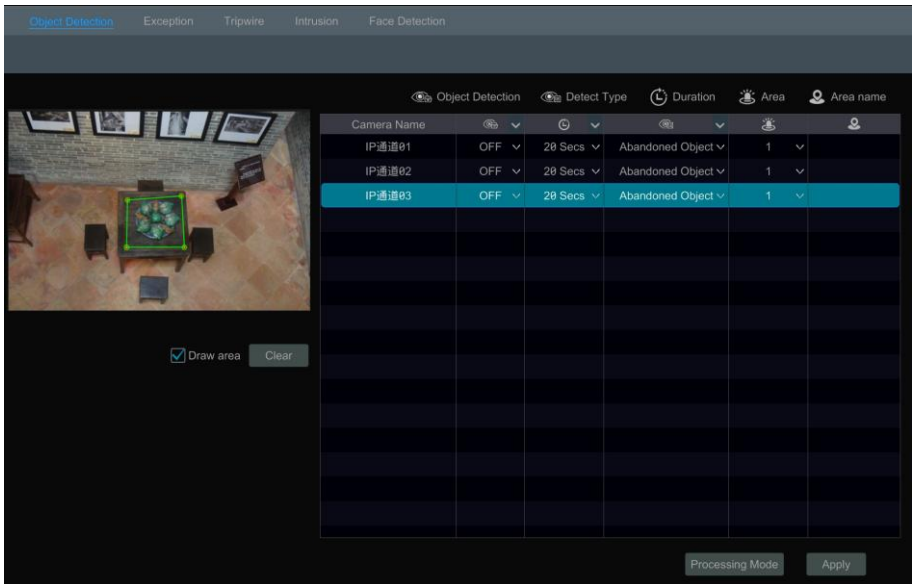 Object Detection Exception Tripwire Intrusion Face Detection
Object Detection Detect Type Duration Area Area name
Camera Name
IP通道01 OFF 20 Secs Abandoned Object 1
IP通道02 OFF 20 Secs Abandoned Object 1
IP通道03 OFF 20 Secs Abandoned Object 1
Draw area Clear
Processing Mode Apply